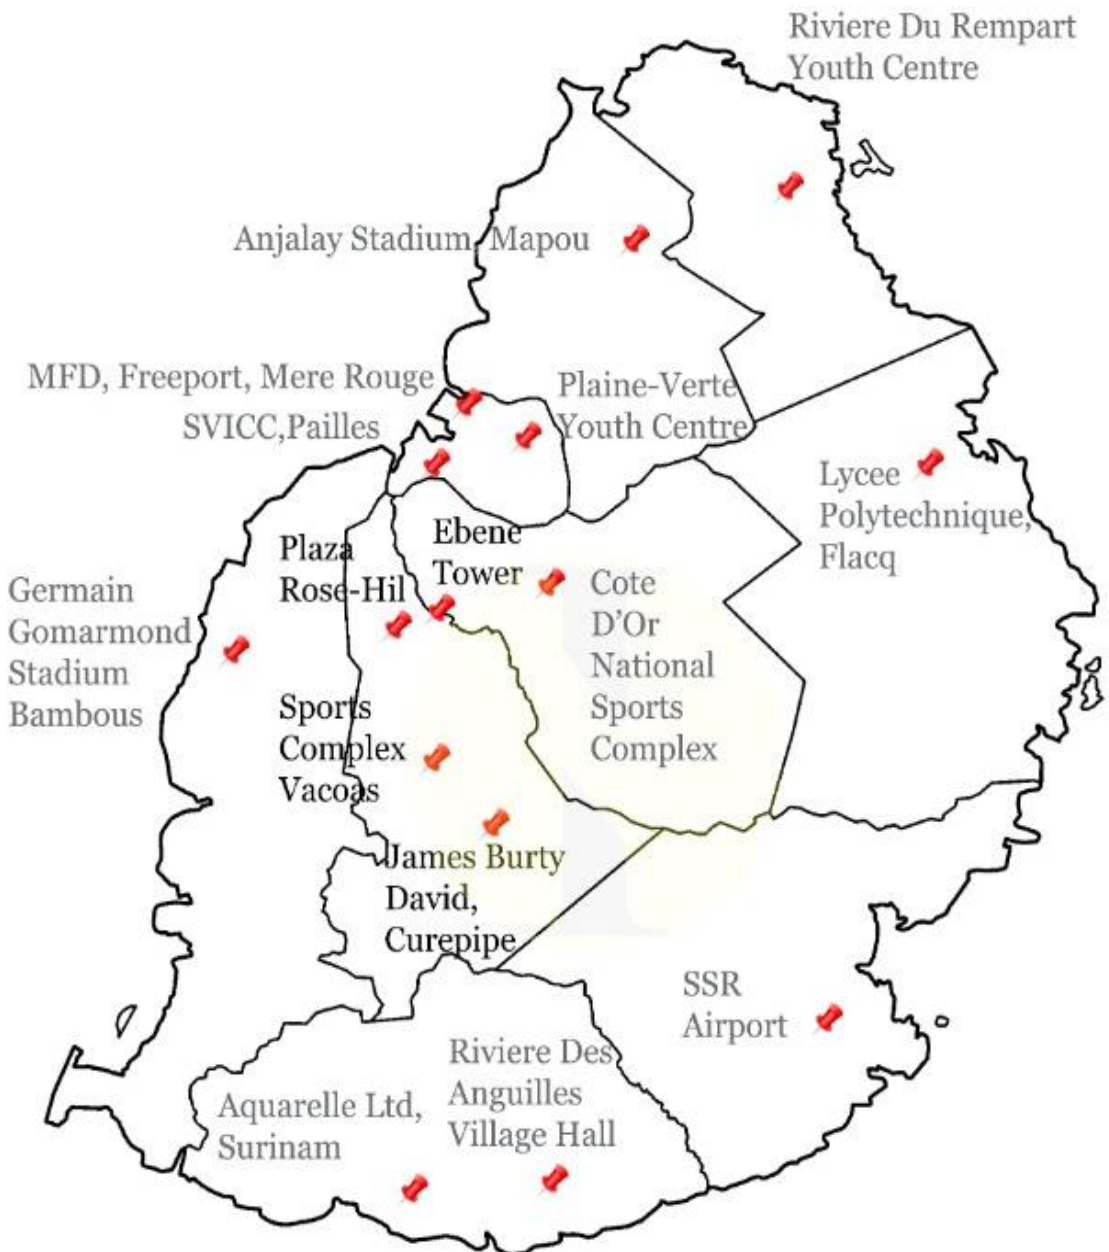 Riviere Du Rempart
Youth Centre
Anjalay Stadium, Mapou
MFD, Freeport, Mere Rouge
SVICC,Pailles
Plaine-Verte
Youth Centre
Lycee
Polytechnique,
Flacq
Ebene
Tower
Plaza
Rose-Hil
Germain
Gomarmond
Stadium
Bambous
Cote
D'Or
National
Sports
Complex
Sports
Complex
Vacoas
James Burty
David,
Curepipe
SSR
Airport
Riviere Des
Anguilles
Village Hall
Aquarelle Ltd,
Surinam